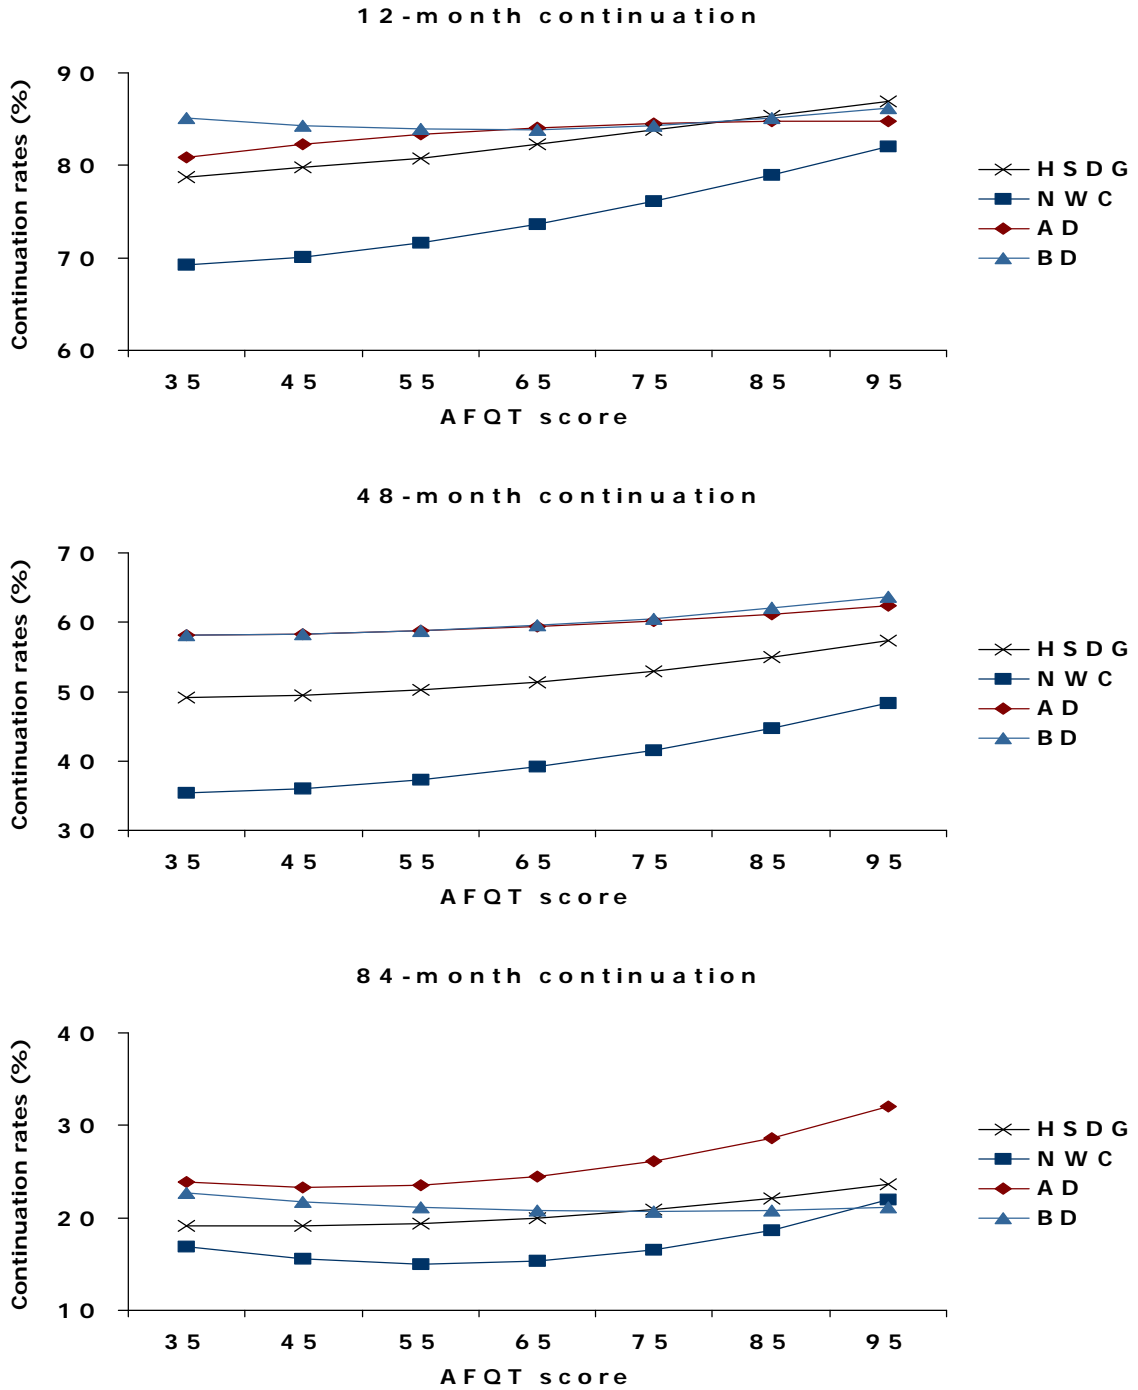 12-month continuation
Continuation rates (%)
90
80
70
60
35 45 55 65 75 85 95
AFQT score
HSDG
NWC
AD
BD
48-month continuation
Continuation rates (%)
70
60
50
40
30
35 45 55 65 75 85 95
AFQT score
HSDG
NWC
AD
BD
84-month continuation
Continuation rates (%)
40
30
20
10
35 45 55 65 75 85 95
AFQT score
HSDG
NWC
AD
BD